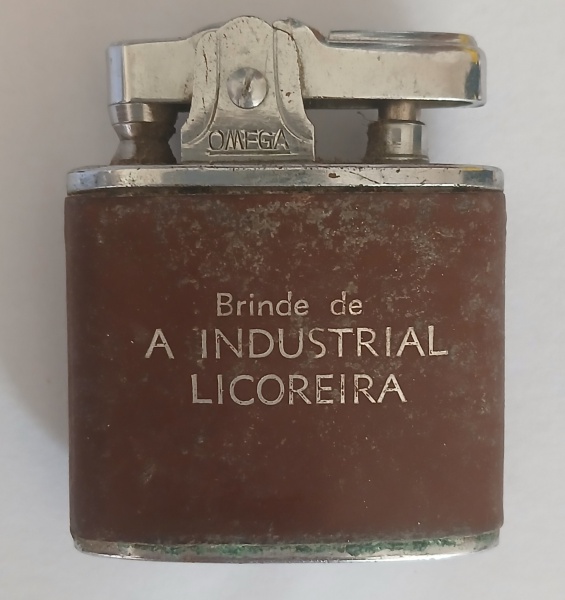 OMEGA
Brinde de
A INDUSTRIAL
LICOREIRA